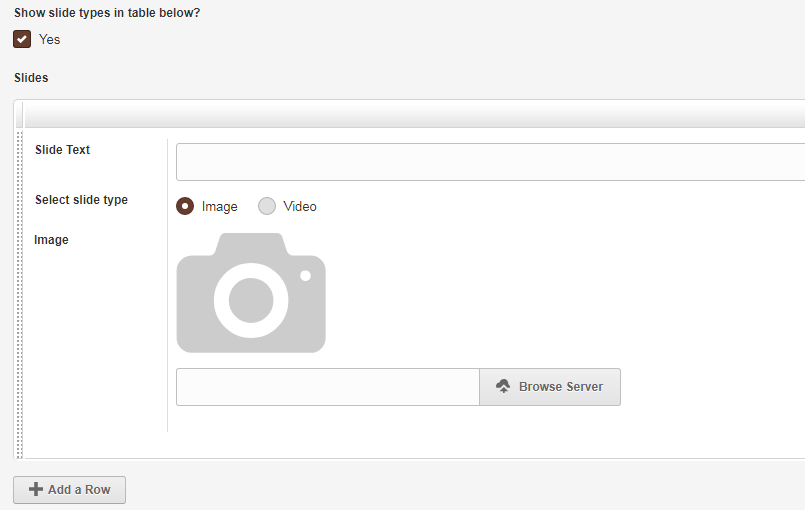 Show slide types in table below?
Yes
Slides
Slide Text
Select slide type
Image
Video
Image
Browse Server
Add a Row